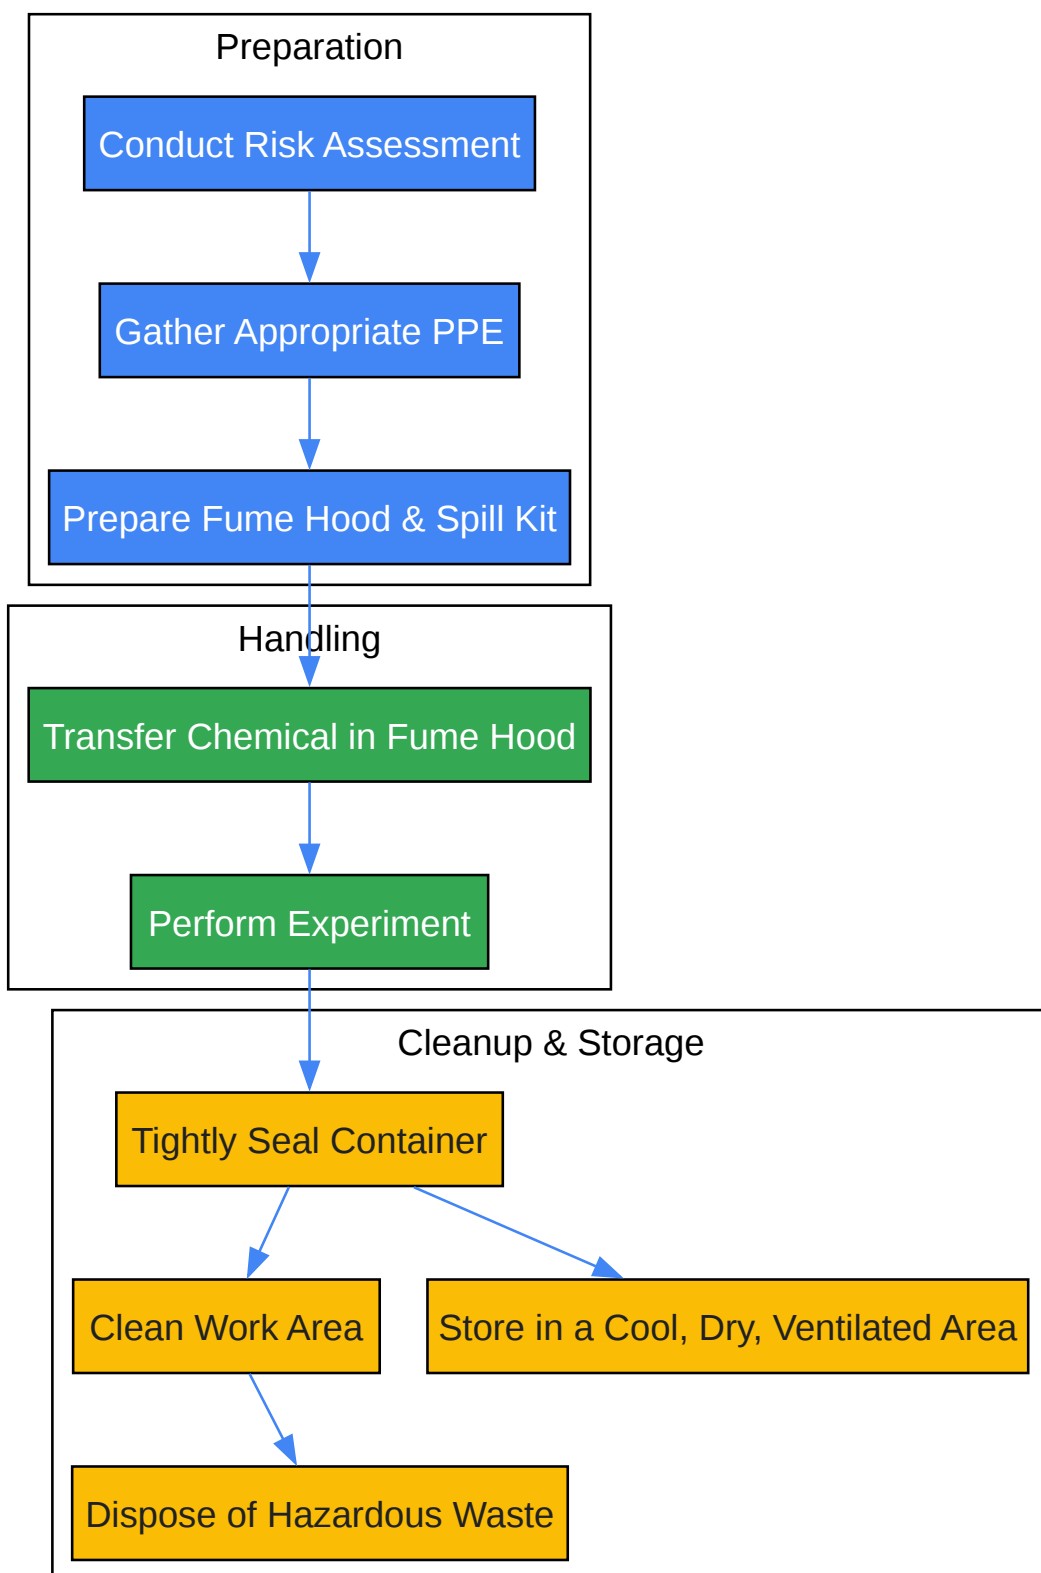 Preparation
Conduct Risk Assessment
Gather Appropriate PPE
Prepare Fume Hood & Spill Kit
Handling
Transfer Chemical in Fume Hood
Perform Experiment
Cleanup & Storage
Tightly Seal Container
Clean Work Area
Store in a Cool, Dry, Ventilated Area
Dispose of Hazardous Waste